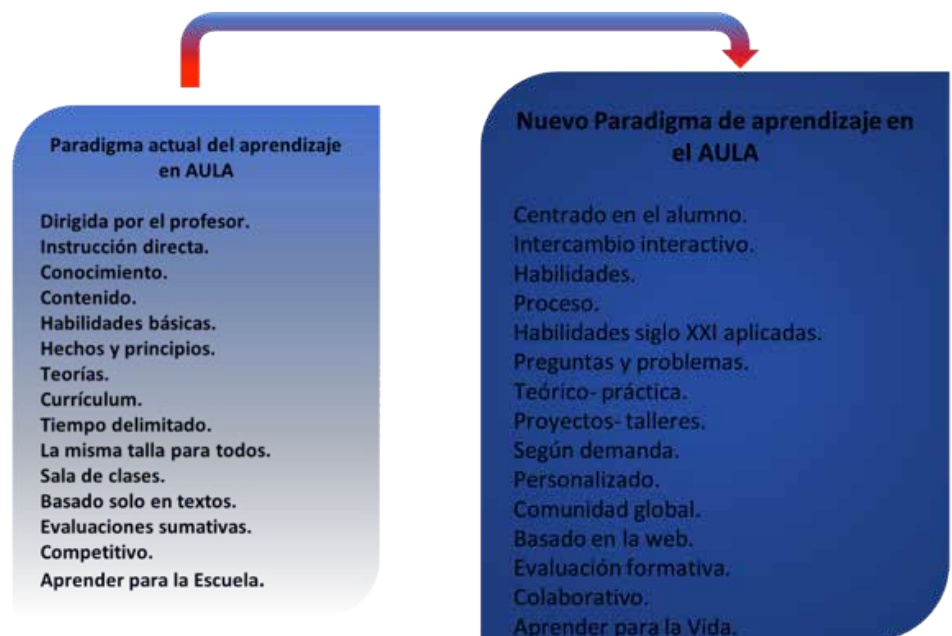 Paradigma actual del aprendizaje
en AULA
Dirigida por el profesor.
Instrucción directa.
Conocimiento.
Contenido.
Habilidades básicas.
Hechos y principios.
Teorías.
Currículum.
Tiempo delimitado.
La misma talla para todos.
Sala de clases.
Basado solo en textos.
Evaluaciones sumativas.
Competitivo.
Aprender para la Escuela.
Nuevo Paradigma de aprendizaje en
el AULA
Centrado en el alumno.
Intercambio interactivo.
Habilidades.
Proceso.
Habilidades siglo XXI aplicadas.
Preguntas y problemas.
Teórico- práctica.
Proyectos- talleres.
Según demanda.
Personalizado.
Comunidad global.
Basado en la web.
Evaluación formativa.
Colaborativo.
Aprender para la Vida.